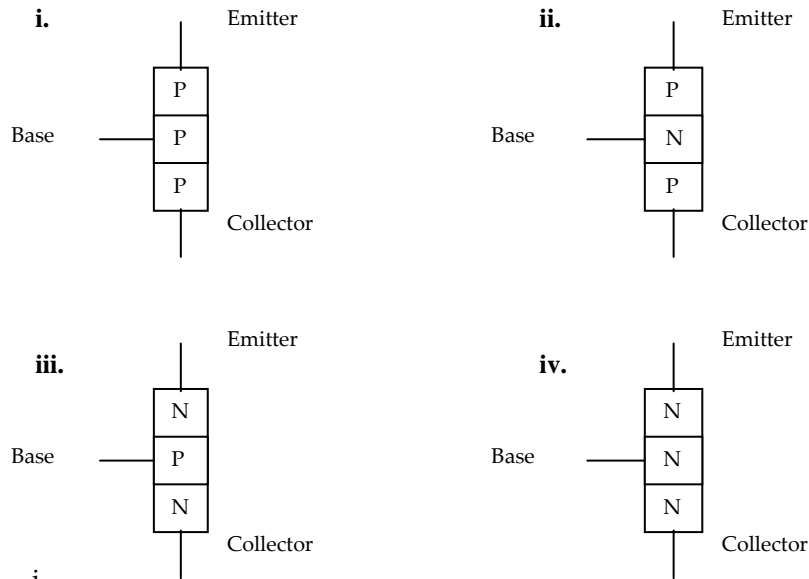 i.
Emitter
P
Base
P
P
Collector
ii.
Emitter
P
Base
N
P
Collector
iii.
Emitter
N
Base
P
N
Collector
iv.
Emitter
N
Base
N
N
Collector